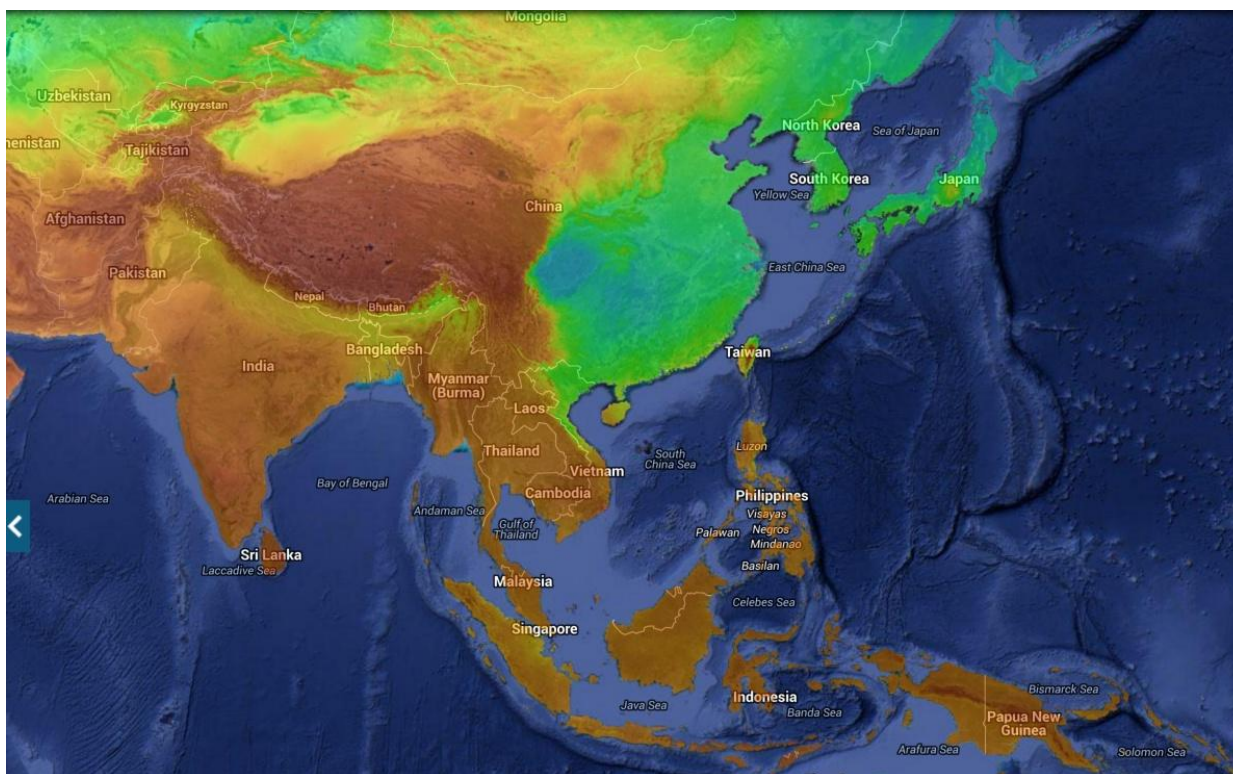 Mongolia
Uzbekistan
Kyrgyzstan
North Korea
Sea of Japan
menistan
Tajikistan
South Korea
Japan
Yellow Sea
China
Afghanistan
East China Sea
Pakistan
Nepal
Bhutan
Bangladesh
Taiwan
India
Myanmar
(Burma)
Laos
Luzon
Thailand
South
China Sea
Vietnam
Bay of Bengal
Cambodia
Philippines
Arabian Sea
Andaman Sea
Visayas
Gulf of
Thailand
Negros
Palawan
Mindanao
Sri Lanka
Basilan
Laccadive Sea
Malaysia
Celebes Sea
Singapore
Bismarck Sea
Indonesia
Java Sea
Banda Sea
Papua New
Guinea
Arafura Sea
Solomon Sea